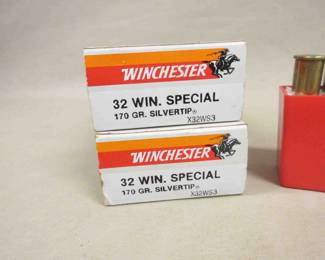 WINCHESTER
32 WIN. SPECIAL
170 GR. SILVERTIP®
X32WS3
WINCHESTER
32 WIN. SPECIAL
170 GR. SILVERTIP®
X32WS3